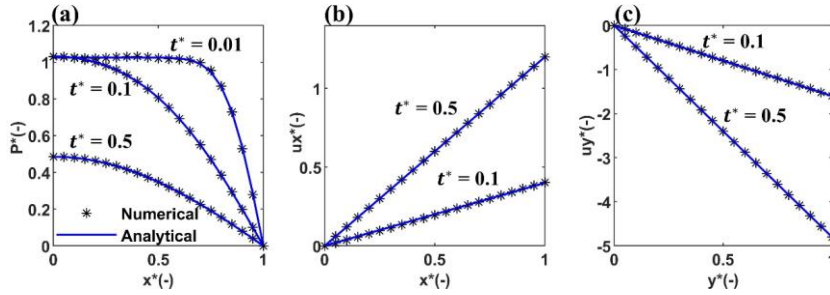 (a)
1.2
1
0.8
0.6
0.4
0.2
0
P*(-)
t* = 0.01
t* = 0.1
t* = 0.5
Numerical
Analytical
0
0.5
1
x*(-)
(b)
1
0.5
0
ux*(-)
t* = 0.5
t* = 0.1
0
0.5
1
x*(-)
(c)
0
-1
-2
-3
-4
-5
uy*(-)
t* = 0.1
t* = 0.5
0
0.5
1
y*(-)